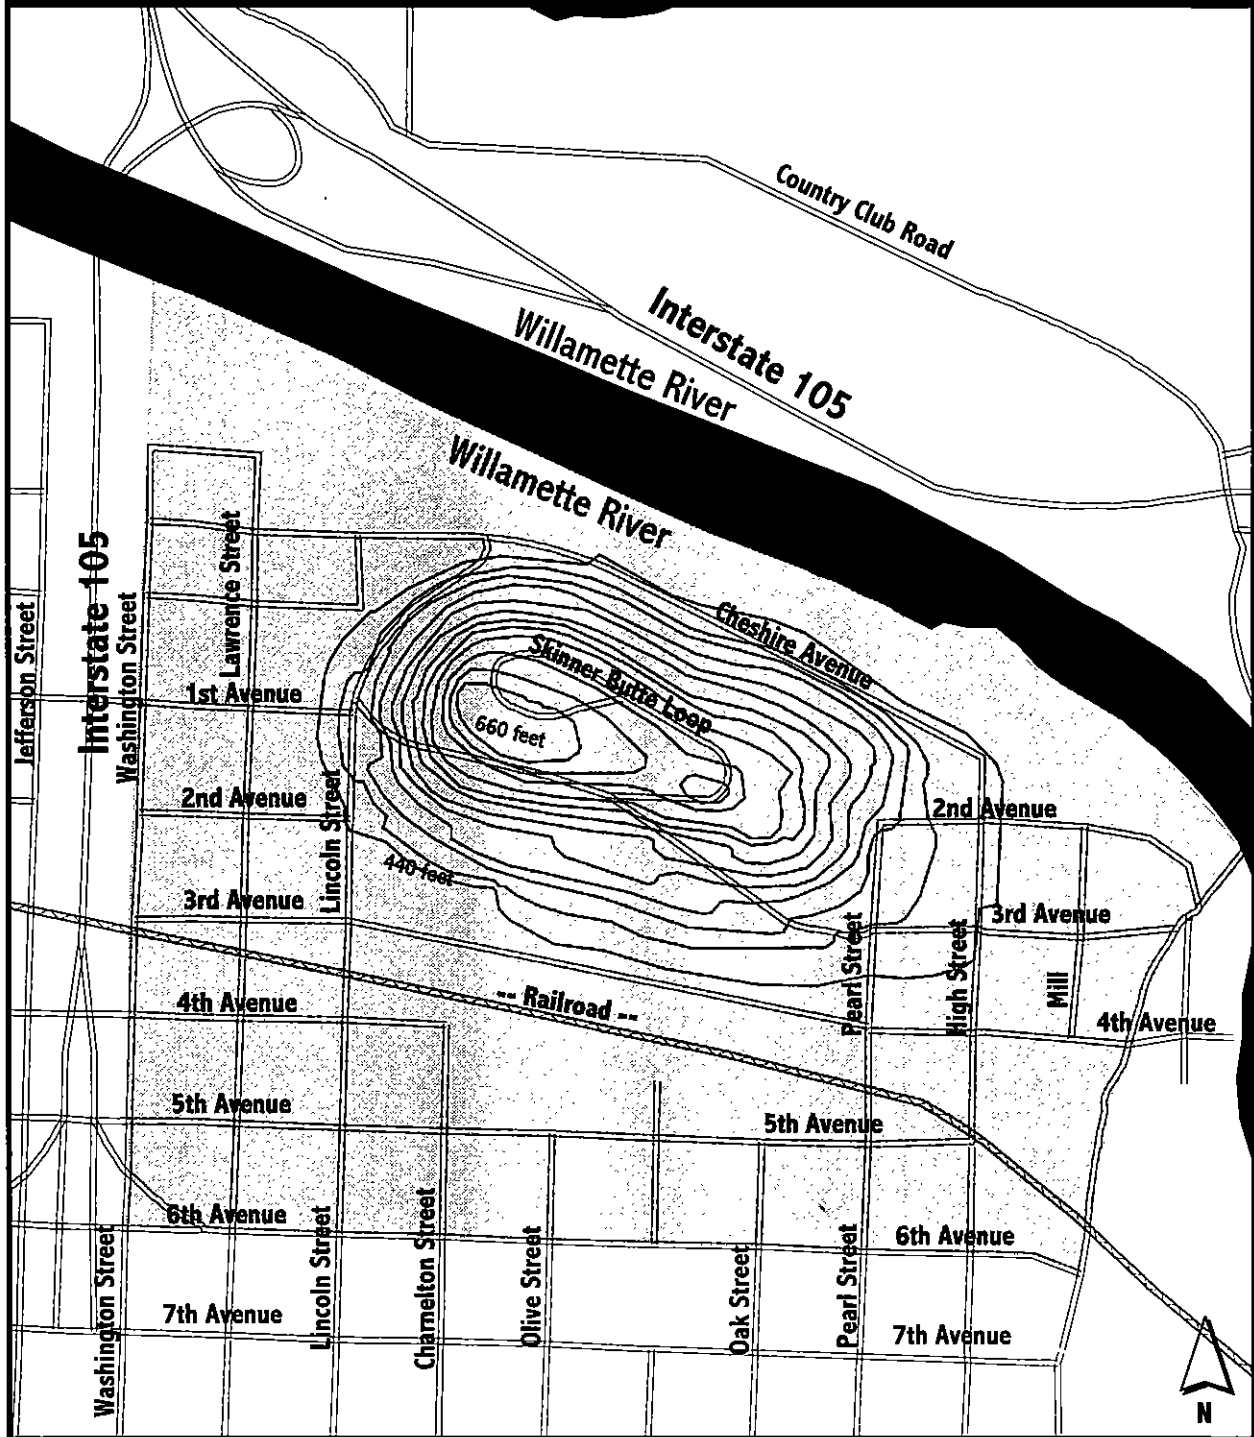 Country Club Road
Interstate 105
Willamette River
Willamette River
Cheshire Avenue
Skinner Butte Loop
660 feet
440 feet
Lawrence Street
Interstate 105
Washington Street
Jefferson Street
1st Avenue
2nd Avenue
Lincoln Street
3rd Avenue
2nd Avenue
3rd Avenue
Pearl Street
High Street
Mill
4th Avenue
-- Railroad --
4th Avenue
5th Avenue
5th Avenue
6th Avenue
6th Avenue
Washington Street
Lincoln Street
Charnelton Street
Olive Street
Oak Street
Pearl Street
7th Avenue
7th Avenue
N